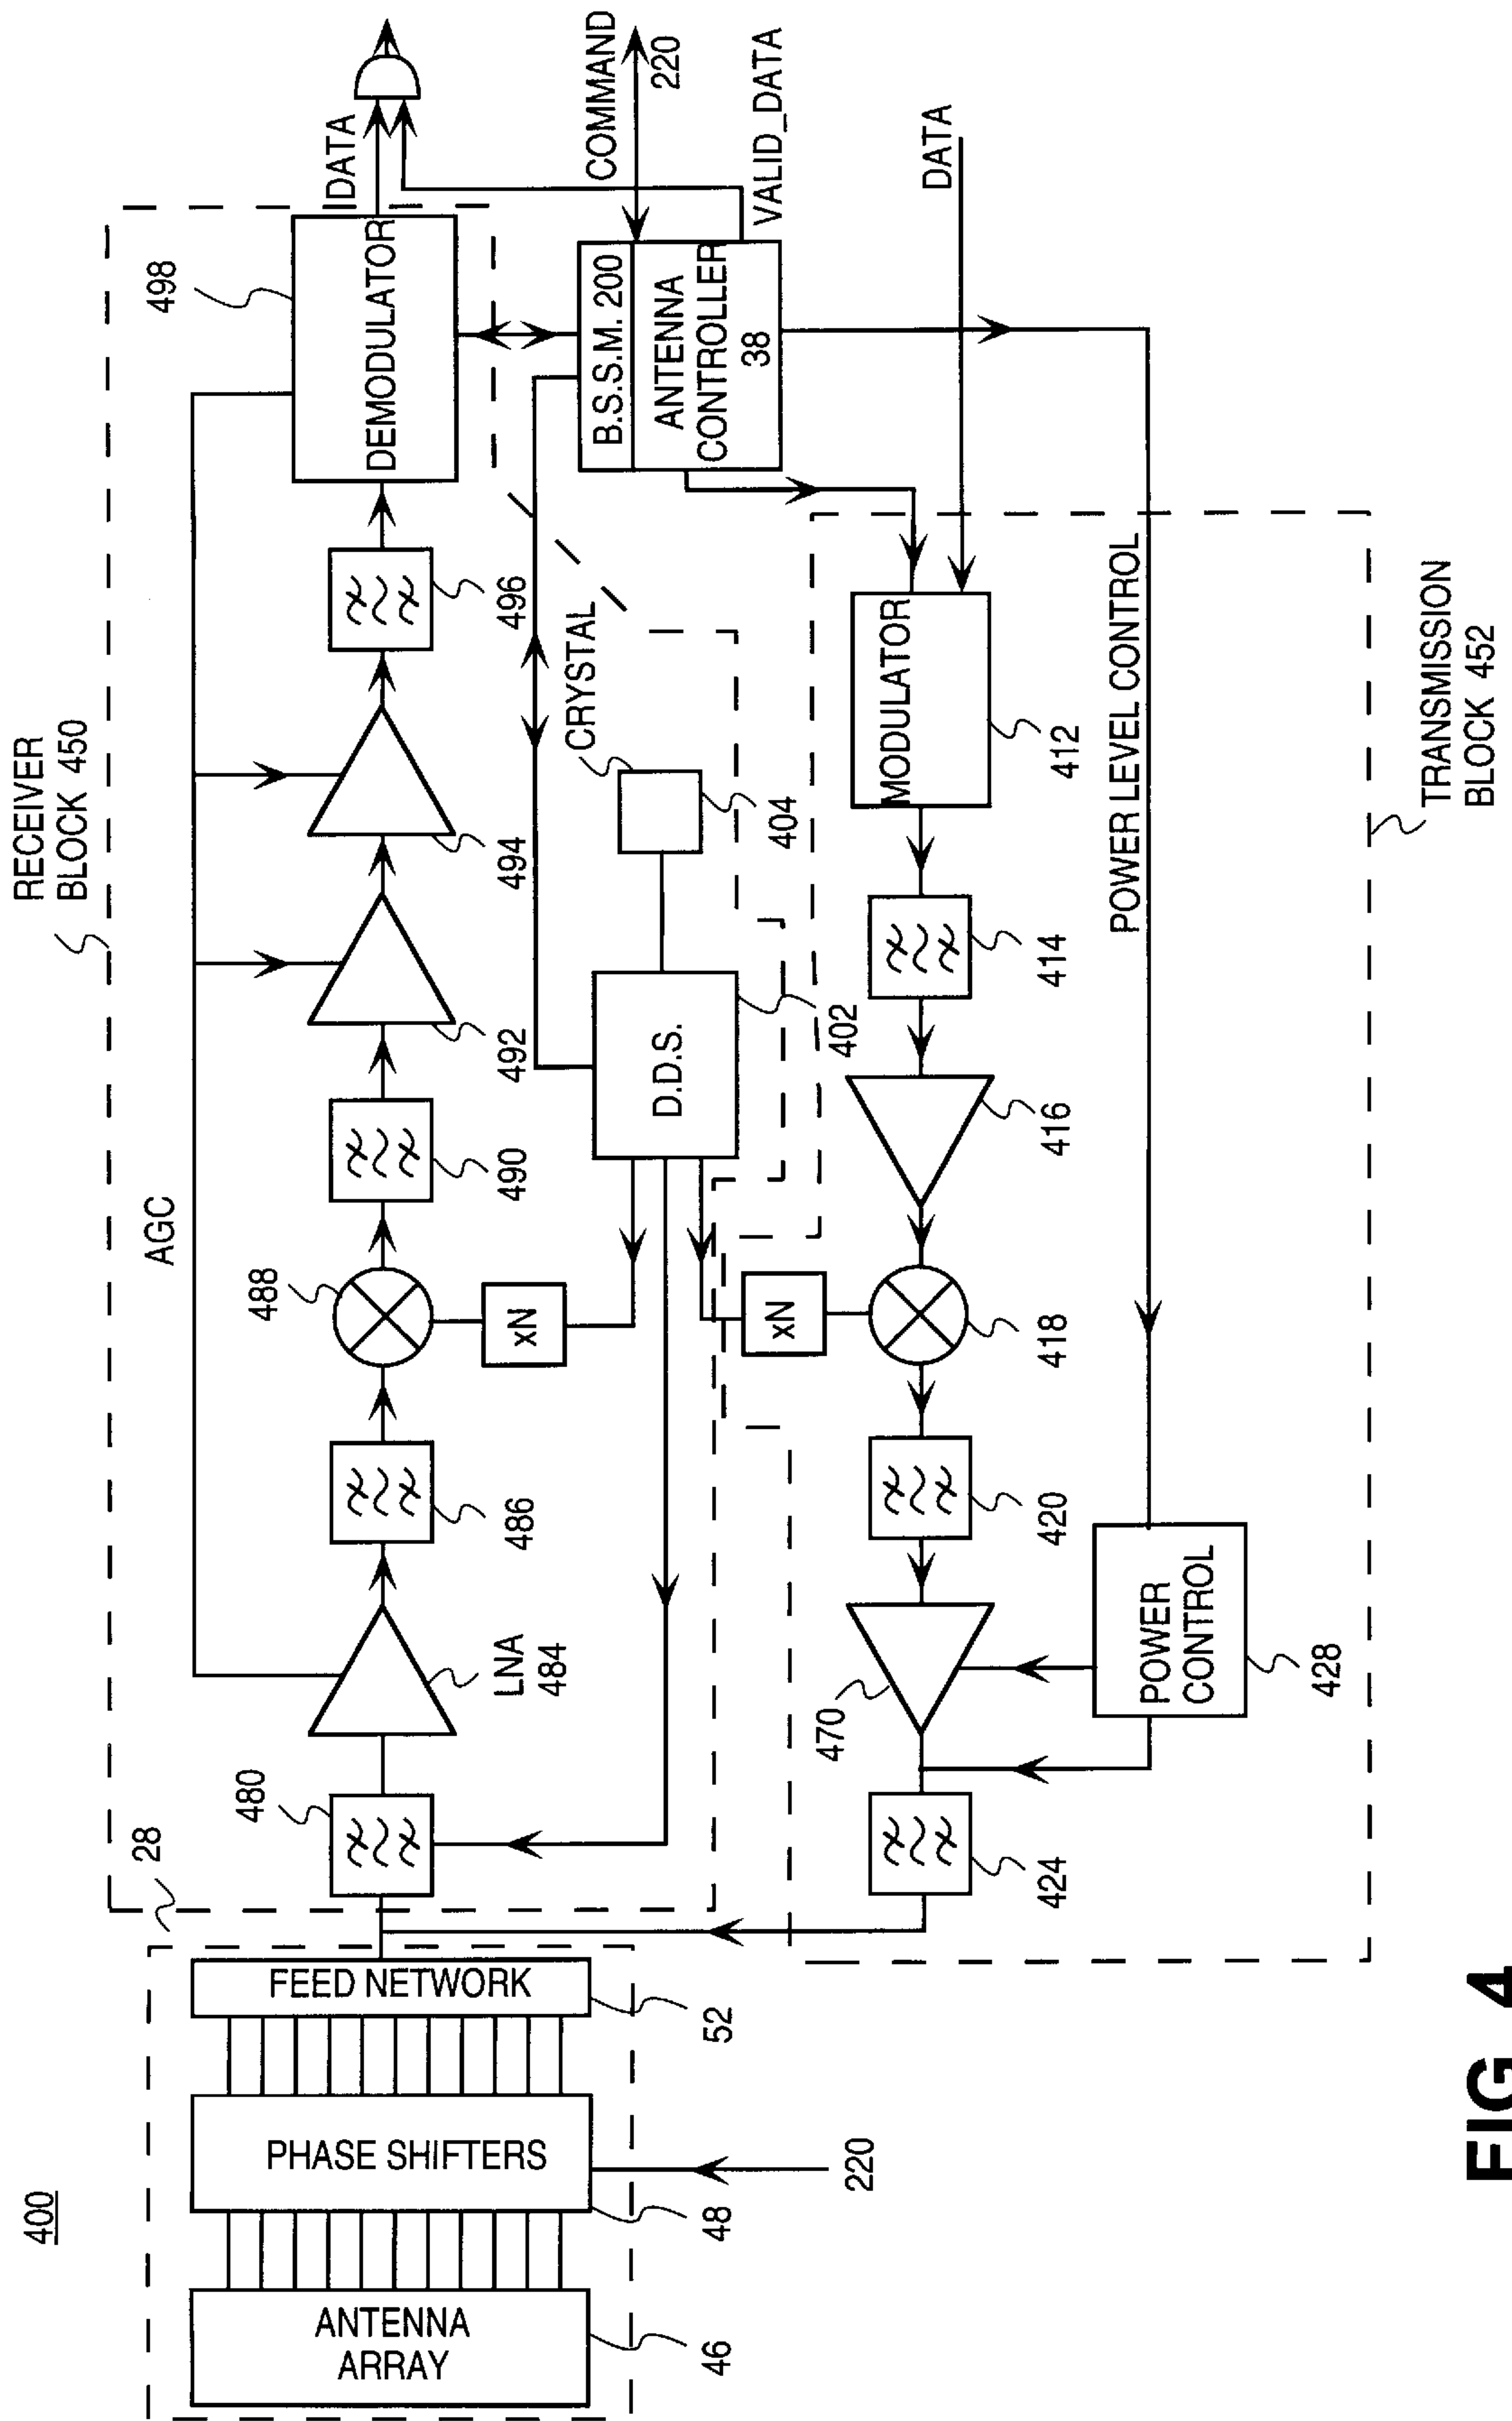 400
28
ANTENNA
ARRAY
46
PHASE SHIFTERS
48
220
FEED NETWORK
52
RECEIVER
BLOCK 450
AGC
480
LNA
484
486
488
xN
490
492
494
496
498
DEMODULATOR
DATA
COMMAND
220
B.S.S.M. 200
ANTENNA
CONTROLLER
38
VALID_DATA
DATA
CRYSTAL
404
D.D.S.
402
xN
MODULATOR
412
414
416
418
420
470
424
POWER
CONTROL
428
POWER LEVEL CONTROL
TRANSMISSION
BLOCK 452
FIG 4